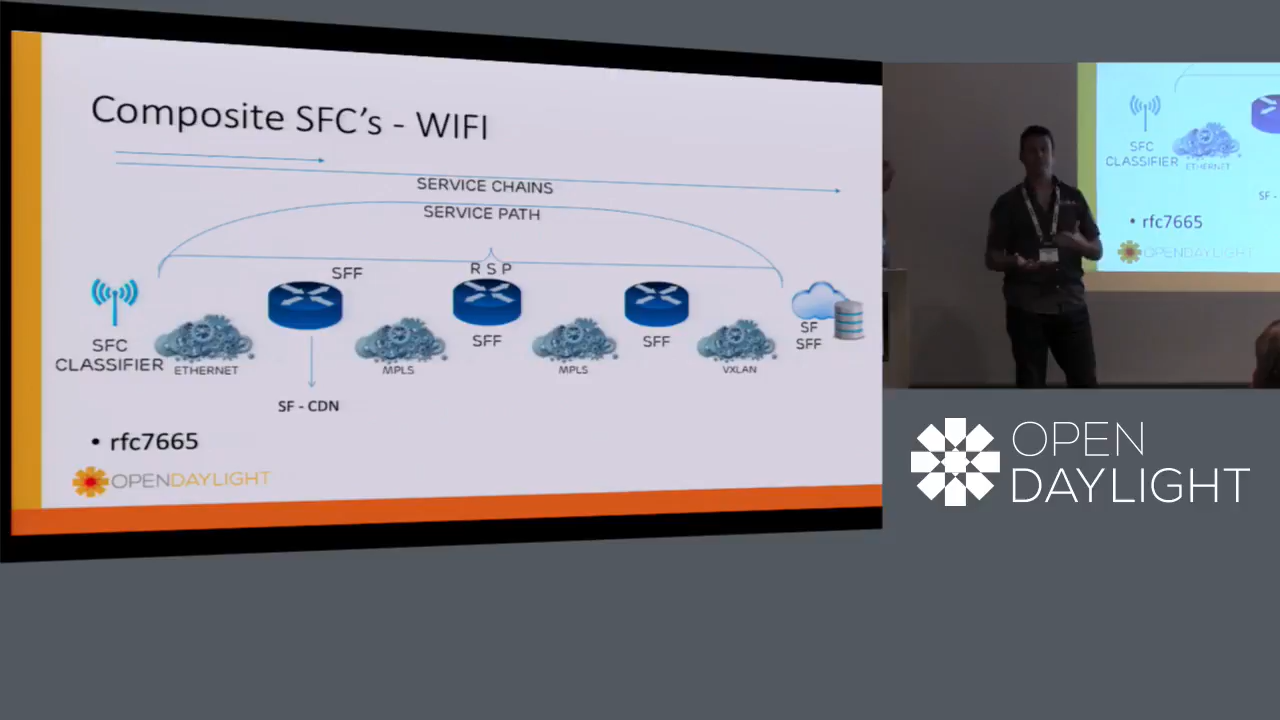 Composite SFC's - WIFI
SERVICE CHAINS
SERVICE PATH
SFF
R S P
SFC
CLASSIFIER
ETHERNET
MPLS
SFF
MPLS
SFF
VXLAN
SF
SFF
SF - CDN
• rfc7665
OPENDAYLIGHT
SFC
CLASSIFIER
ETHERNET
SF -
• rfc7665
OPENDAYLIGHT
OPEN
DAYLIGHT